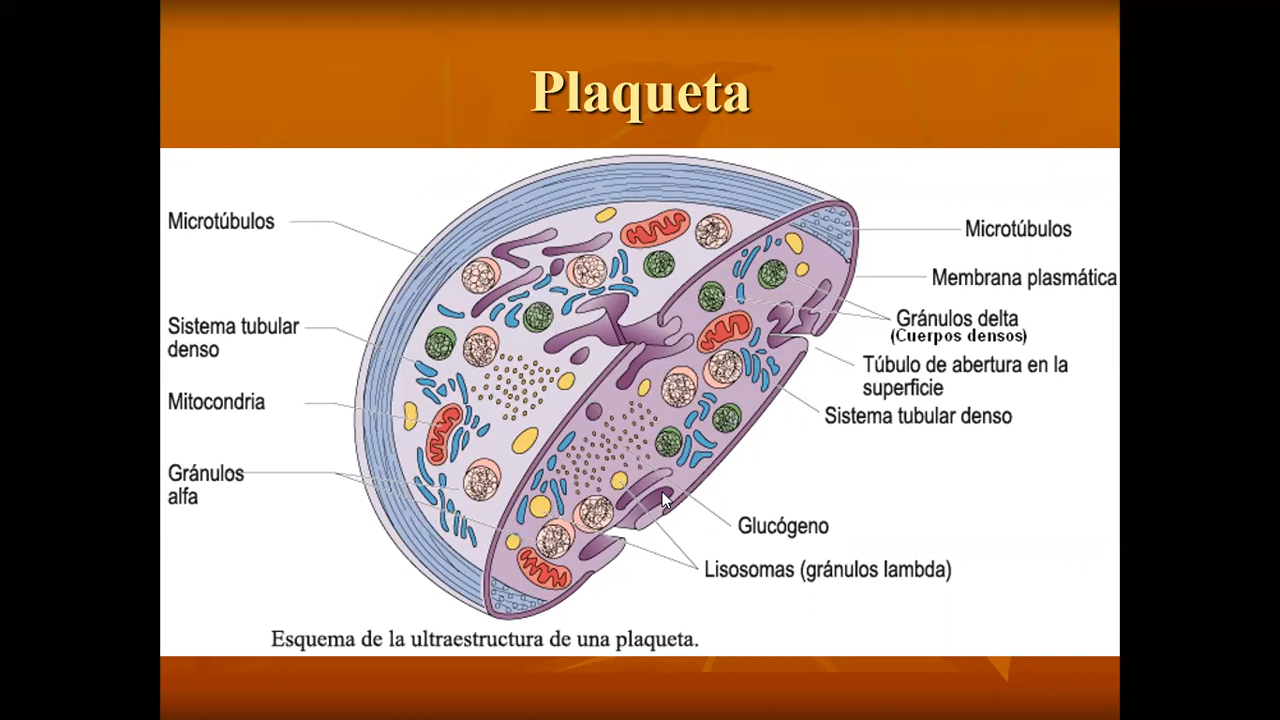 Plaqueta
Microtúbulos
Sistema tubular
denso
Mitocondria
Gránulos
alfa
Microtúbulos
Membrana plasmática
Gránulos delta
(Cuerpos densos)
Túbulo de abertura en la
superficie
Sistema tubular denso
Glucógeno
Lisosomas (gránulos lambda)
Esquema de la ultraestructura de una plaqueta.